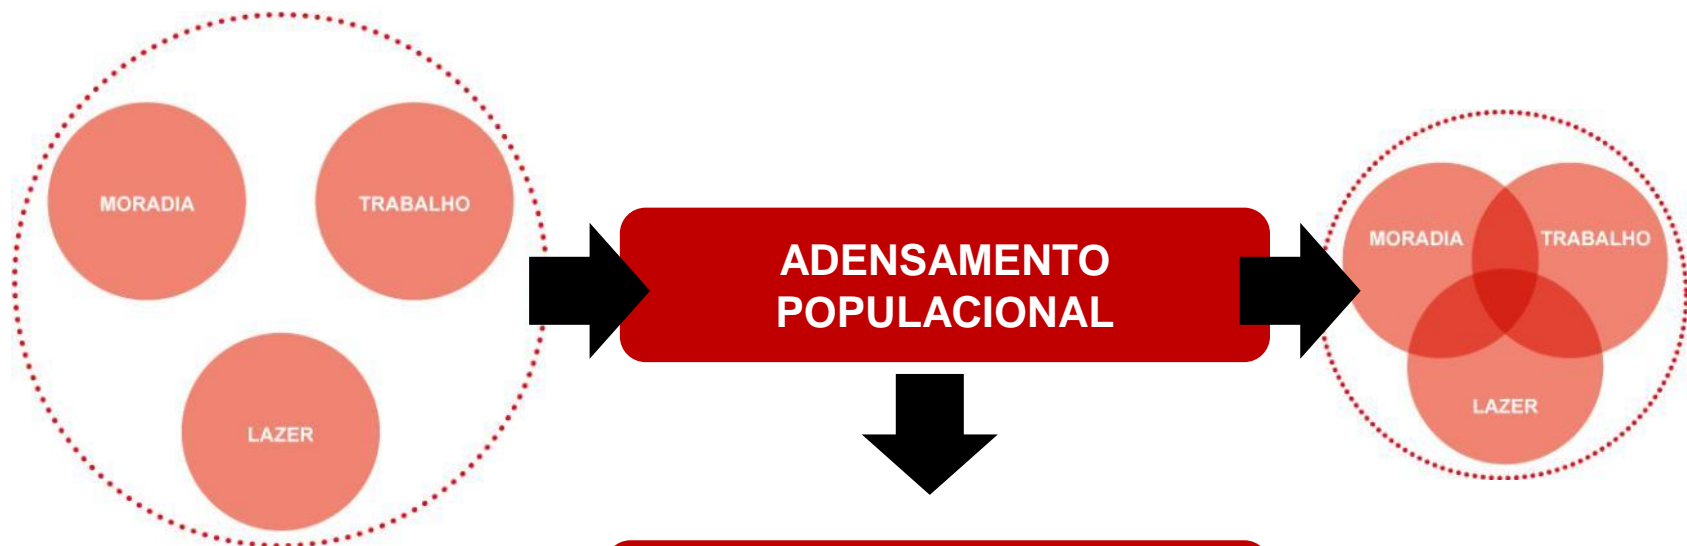 MORADIA
TRABALHO
LAZER
ADENSAMENTO
POPULACIONAL
MORADIA
TRABALHO
LAZER